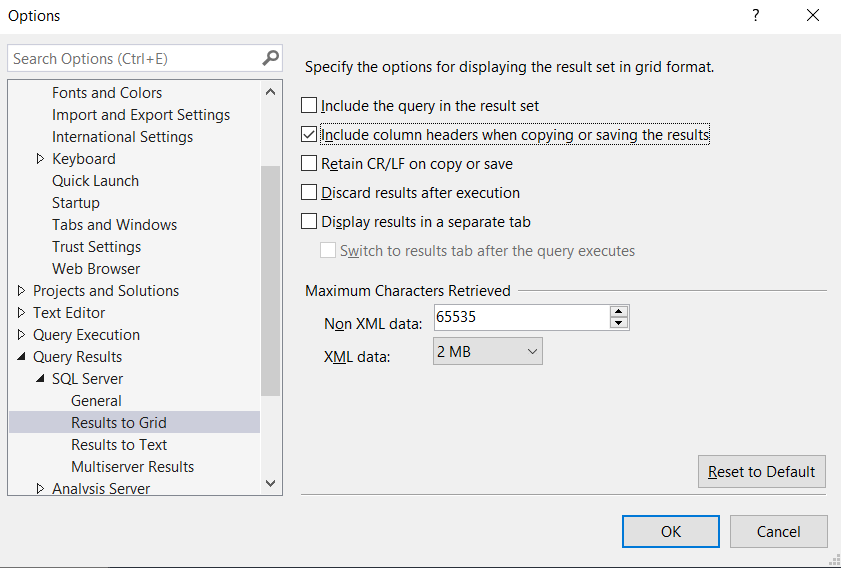 Options
?
Search Options (Ctrl+E)
Fonts and Colors
Import and Export Settings
International Settings
Keyboard
Quick Launch
Startup
Tabs and Windows
Trust Settings
Web Browser
Projects and Solutions
Text Editor
Query Execution
Query Results
SQL Server
General
Results to Grid
Results to Text
Multiserver Results
Analysis Server
Specify the options for displaying the result set in grid format.
Include the query in the result set
Include column headers when copying or saving the results
Retain CR/LF on copy or save
Discard results after execution
Display results in a separate tab
Switch to results tab after the query executes
Maximum Characters Retrieved
Non XML data: 65535
XML data: 2 MB
Reset to Default
OK Cancel